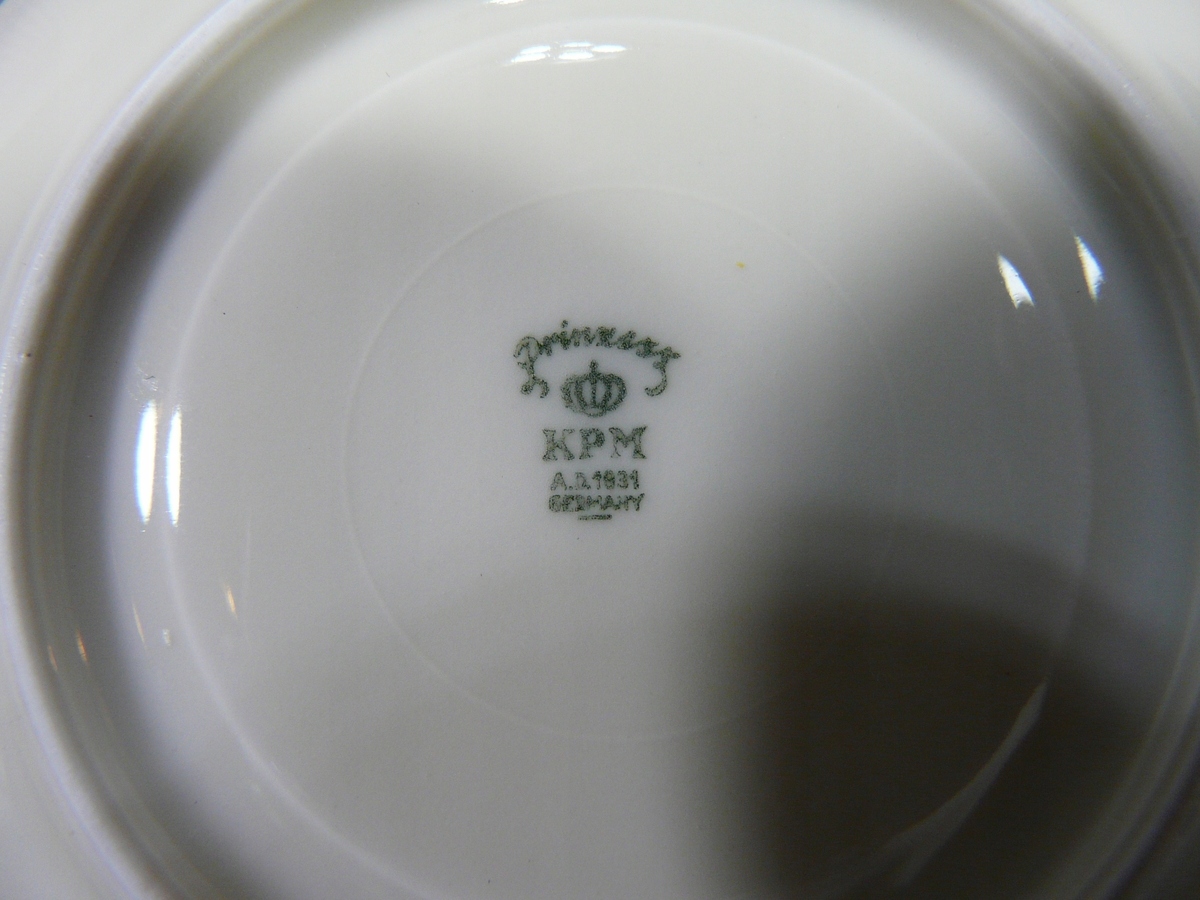 Prinzess
KPM
A.D.1831
GERMANY